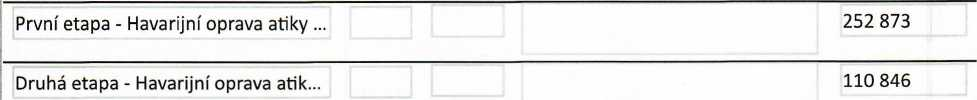 První etapa - Havarijní oprava atiky ... 252 873
Druhá etapa - Havarijní oprava atik... 110 846